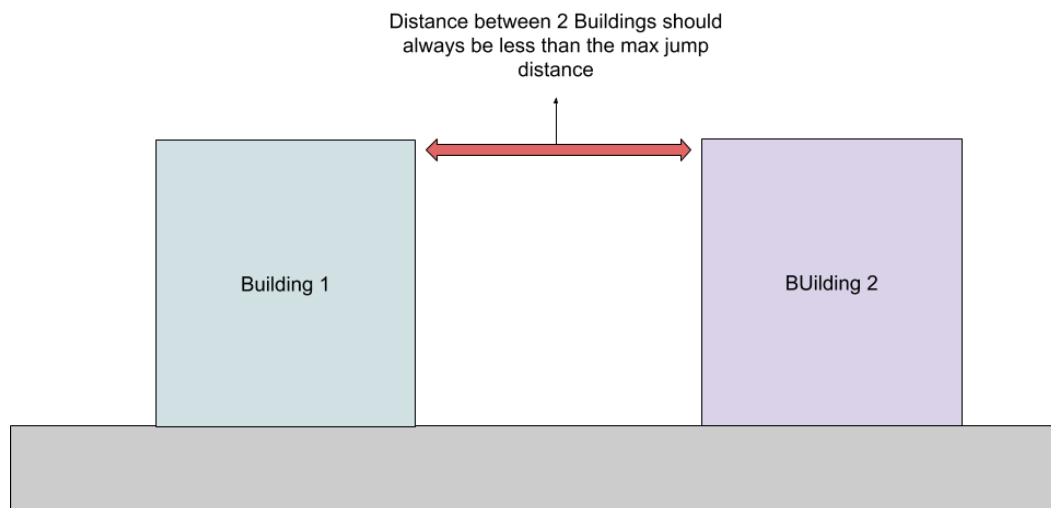 Distance between 2 Buildings should
always be less than the max jump
distance
Building 1
BUilding 2